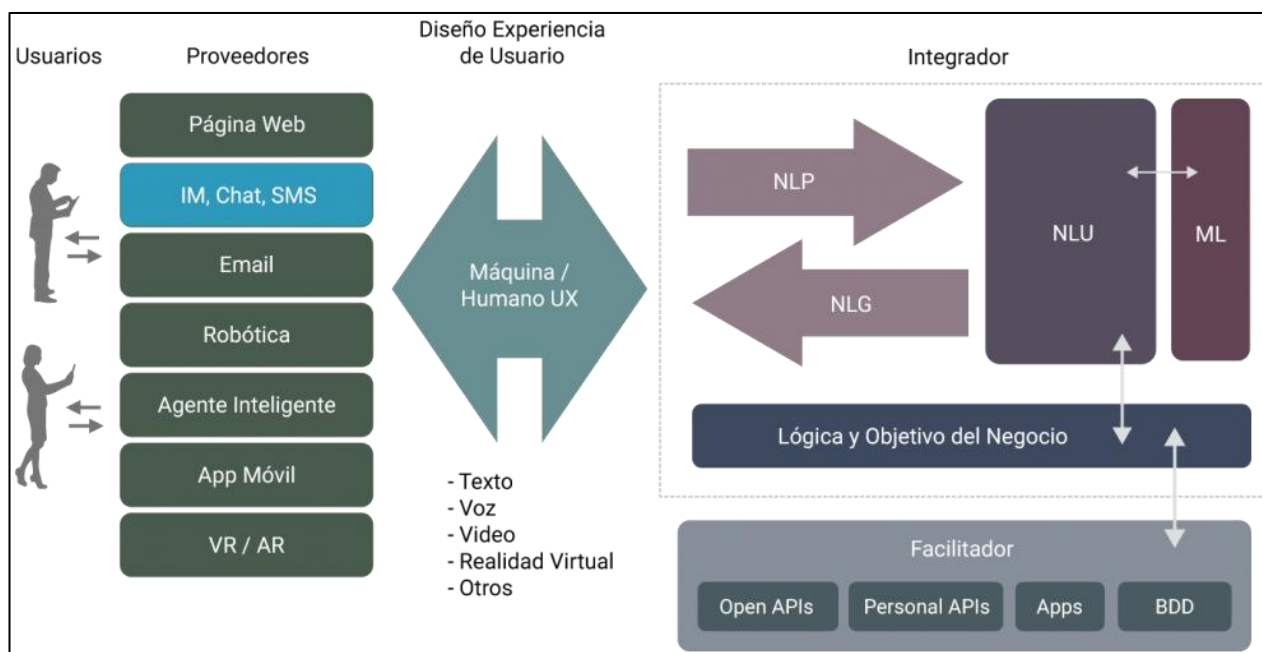 Usuarios
Proveedores
Diseño Experiencia
de Usuario
Integrador
Página Web
IM, Chat, SMS
Email
Robótica
Agente Inteligente
App Móvil
VR / AR
Máquina /
Humano UX
- Texto
- Voz
- Video
- Realidad Virtual
- Otros
NLP
NLG
NLU
ML
Lógica y Objetivo del Negocio
Facilitador
Open APIs
Personal APIs
Apps
BDD